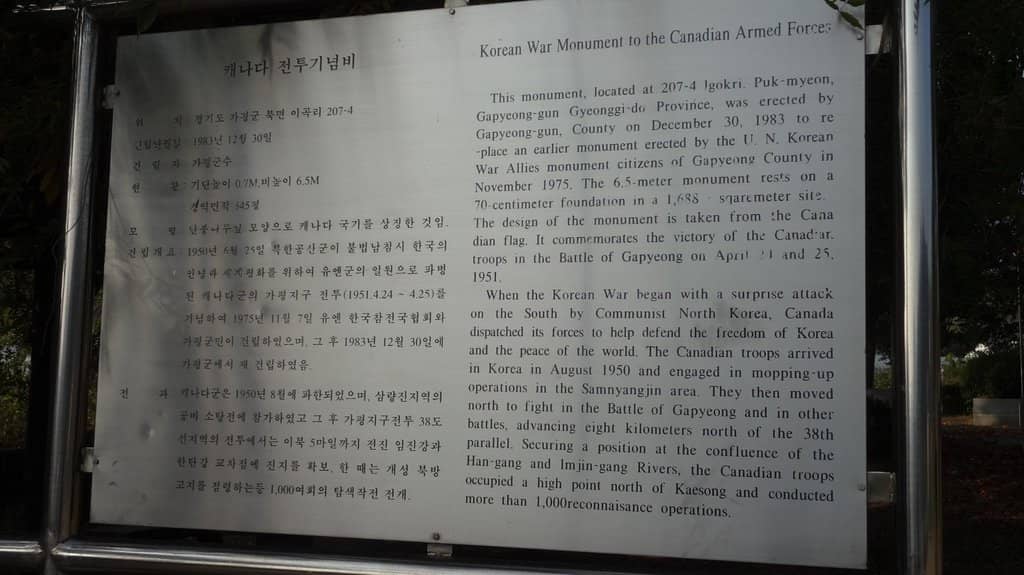 캐나다 전투기념비
위 치 : 경기도 가평군 북면 이곡리 207-4
건립년월일 : 1983년 12월 30일
건 립 자 : 가평군수
현 황 : 기단높이 0.7M, 비높이 6.5M
경역면적 545평
모 형 : 단풍나무잎 모양으로 캐나다 국기를 상징한 것임.
건립개요 : 1950년 6월 25일 북한공산군이 불법남침시 한국의
안녕과 세계평화를 위하여 유엔군의 일원으로 파병
된 캐나다군의 가평지구 전투(1951.4.24 ~ 4.25)를
기념하여 1975년 11월 7일 유엔 한국참전국협회와
가평군민이 건립하였으며, 그 후 1983년 12월 30일에
가평군에서 재 건립하였음.
전 과 : 캐나다군은 1950년 8월에 파한되었으며, 삼량진지역의
공비 소탕전에 참가하였고 그 후 가평지구전투 38도
선지역의 전투에서는 이북 5마일까지 전진 임진강과
한탄강 교차점에 진지를 확보, 한 때는 개성 북방
고지를 점령하는등 1,000여회의 탐색작전 전개.
Korean War Monument to the Canadian Armed Forces
This monument, located at 207-4 Igokri. Puk-myeon,
Gapyeong-gun Gyeonggi-do Province, was erected by
Gapyeong-gun, County on December 30, 1983 to re
-place an earlier monument erected by the U. N. Korean
War Allies monument citizens of Gapyeong County in
November 1975. The 6.5-meter monument rests on a
70-centimeter foundation in a 1,688 - sqaremeter site.
The design of the monument is taken from the Cana
dian flag. It commemorates the victory of the Canadian
troops in the Battle of Gapyeong on April and 25,
1951.
When the Korean War began with a surprise attack
on the South by Communist North Korea, Canada
dispatched its forces to help defend the freedom of Korea
and the peace of the world. The Canadian troops arrived
in Korea in August 1950 and engaged in mopping-up
operations in the Samnyangjin area. They then moved
north to fight in the Battle of Gapyeong and in other
battles, advancing eight kilometers north of the 38th
parallel. Securing a position at the confluence of the
Han-gang and Imjin-gang Rivers, the Canadian troops
occupied a high point north of Kaesong and conducted
more than 1,000reconnaisance operations.